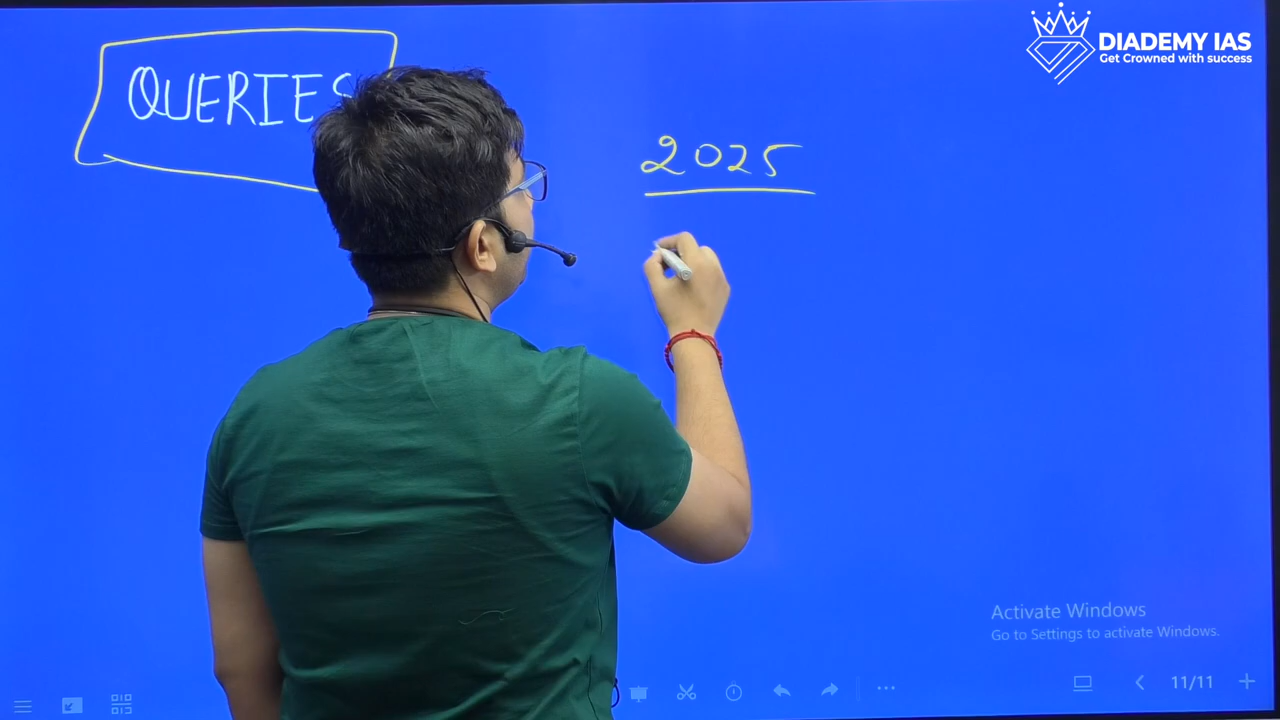 QUERIES
DIADEMY IAS
Get Crowned with success
2025
Activate Windows
Go to Settings to activate Windows.
11/11